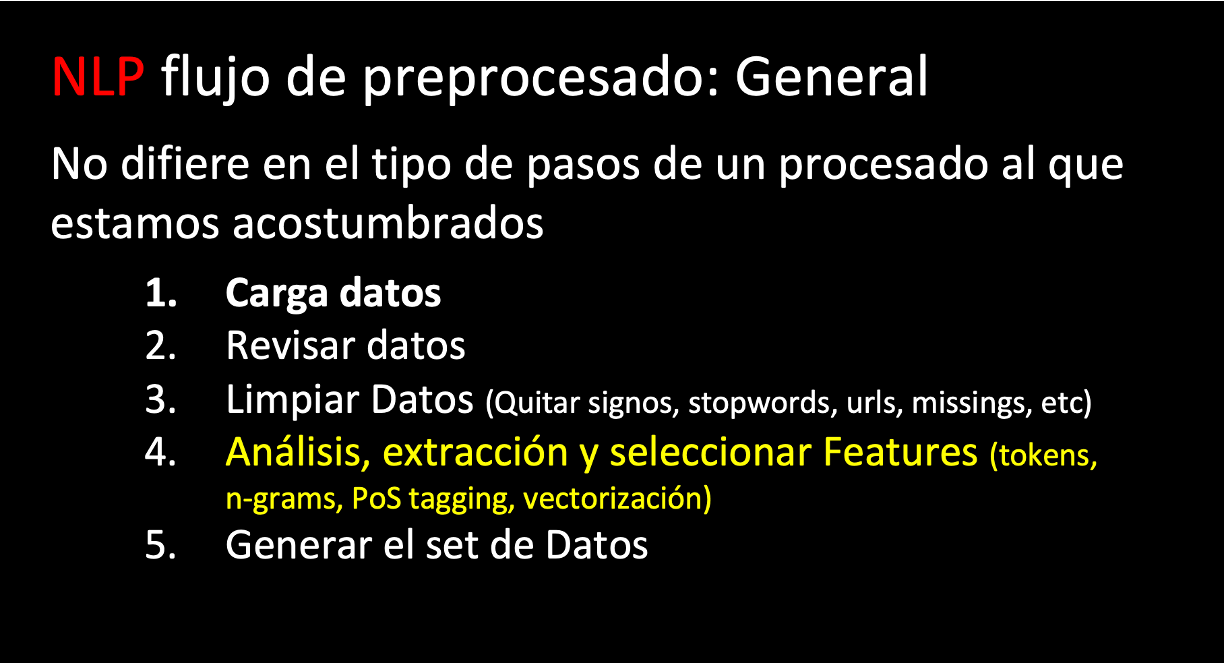 NLP flujo de preprocesado: General
No difiere en el tipo de pasos de un procesado al que
estamos acostumbrados
1. Carga datos
2. Revisar datos
3. Limpiar Datos (Quitar signos, stopwords, urls, missings, etc)
4. Análisis, extracción y seleccionar Features (tokens,
n-grams, PoS tagging, vectorización)
5. Generar el set de Datos